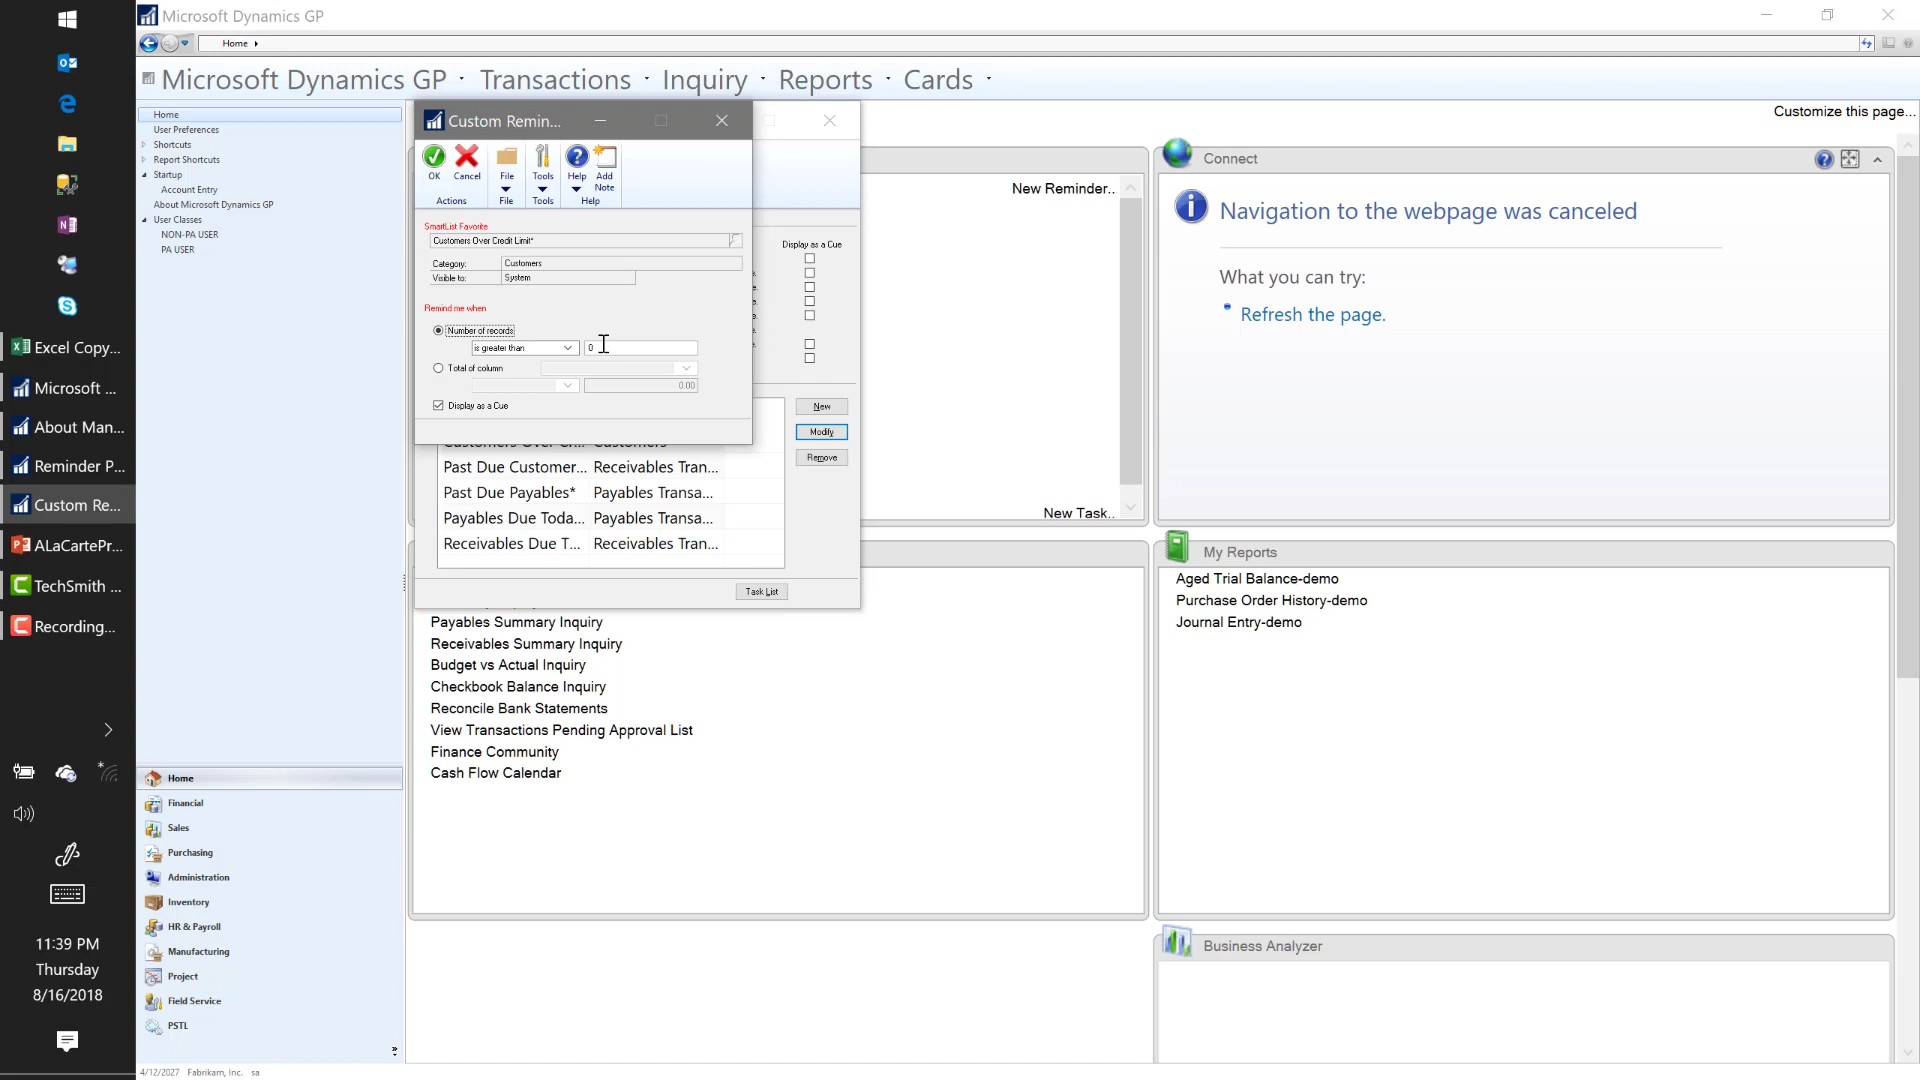 Microsoft Dynamics GP
Home
Microsoft Dynamics GP
Transactions
Inquiry
Reports
Cards
Customize this page...
Home
User Preferences
Shortcuts
Report Shortcuts
Startup
Account Entry
About Microsoft Dynamics GP
User Classes
NON-PA USER
PA USER
Custom Remin...
OK
Cancel
File
Tools
Help
Add
Note
Actions
File
Tools
Help
SmartList Favorite
Customers Over Credit Limit*
Category:
Customers
Visible to:
System
Remind me when
Number of records
is greater than
0
Total of column
0.00
Display as a Cue
Display as a Cue
New
Modify
Remove
Past Due Customer...
Receivables Tran...
Past Due Payables*
Payables Transa...
Payables Due Toda...
Payables Transa...
Receivables Due T...
Receivables Tran...
Task List
New Reminder..
New Task..
Payables Summary Inquiry
Receivables Summary Inquiry
Budget vs Actual Inquiry
Checkbook Balance Inquiry
Reconcile Bank Statements
View Transactions Pending Approval List
Finance Community
Cash Flow Calendar
Connect
Navigation to the webpage was canceled
What you can try:
Refresh the page.
My Reports
Aged Trial Balance-demo
Purchase Order History-demo
Journal Entry-demo
Business Analyzer
Home
Financial
Sales
Purchasing
Administration
Inventory
HR & Payroll
Manufacturing
Project
Field Service
PSTL
4/12/2027 Fabrikam, Inc. sa
Excel Copy...
Microsoft ...
About Man...
Reminder P...
Custom Re...
ALaCartePr...
TechSmith ...
Recording...
11:39 PM
Thursday
8/16/2018